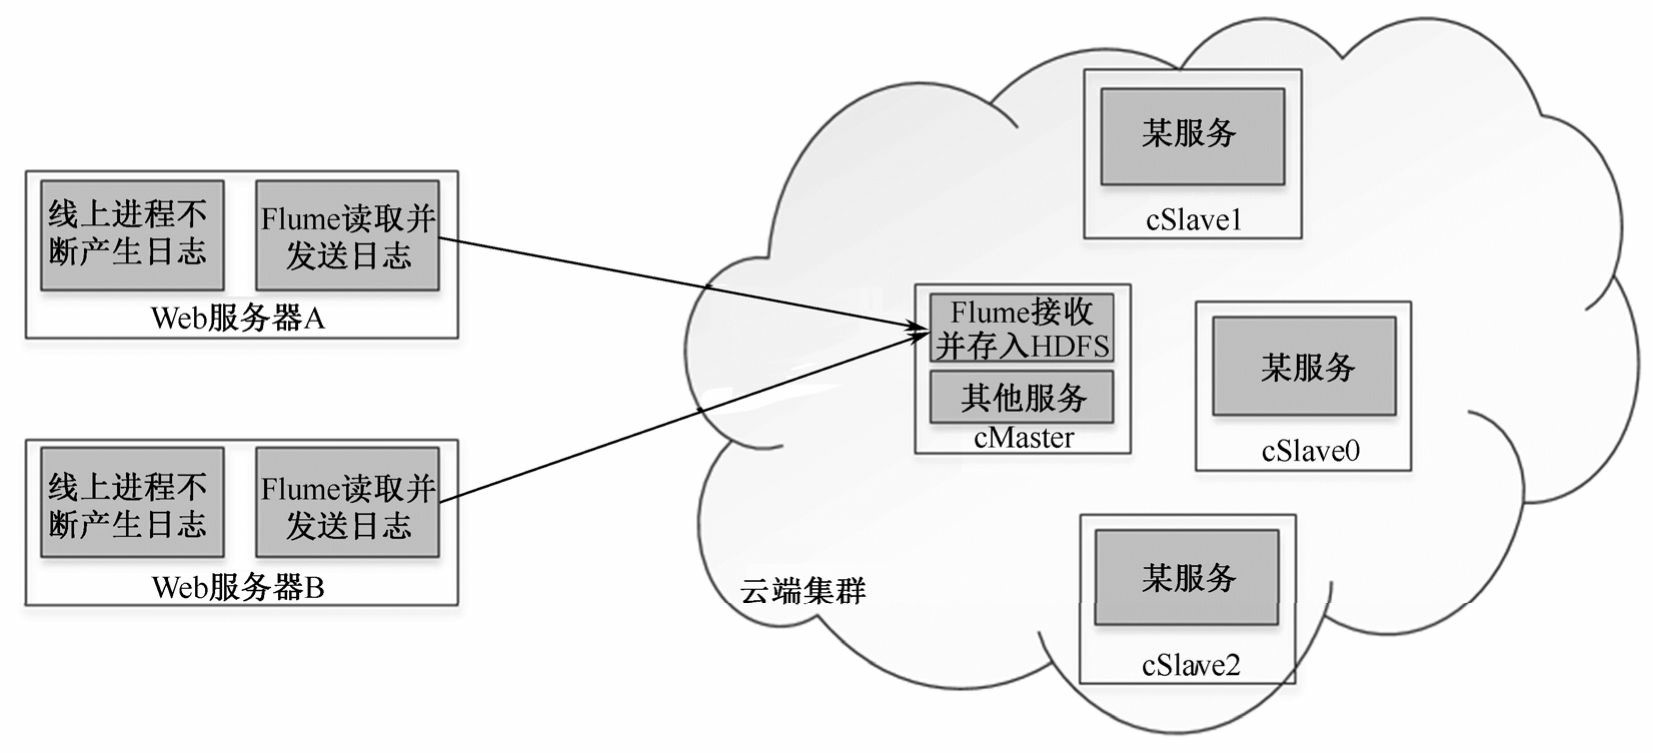 线上进程不
断产生日志
Flume读取并
发送日志
Web服务器A
线上进程不
断产生日志
Flume读取并
发送日志
Web服务器B
某服务
cSlave1
Flume接收
并存入HDFS
其他服务
cMaster
某服务
cSlave0
某服务
cSlave2
云端集群